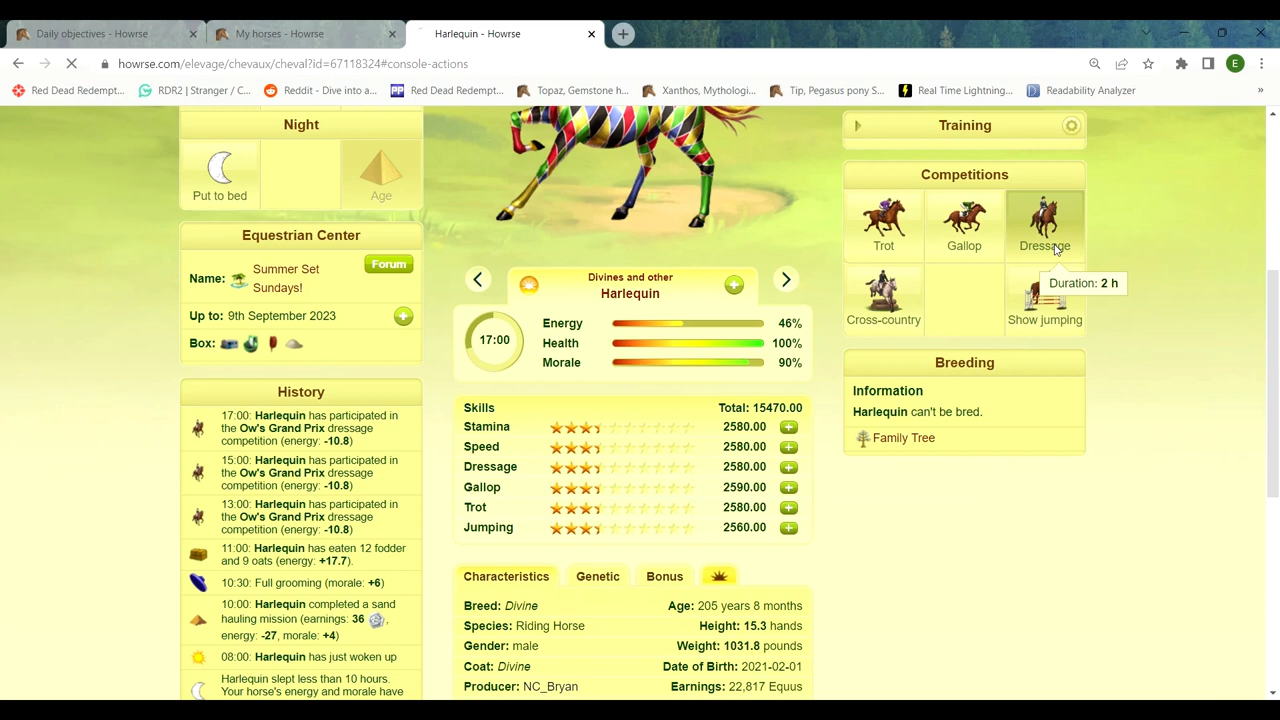 Daily objectives - Howrse
My horses - Howrse
Harlequin - Howrse
howrse.com/elevage/chevaux/cheval?id=67118324#console-actions
E
Red Dead Redempt...
RDR2 | Stranger / C...
Reddit - Dive into a...
Red Dead Redempt...
Topaz, Gemstone h...
Xanthos, Mythologi...
Tip, Pegasus pony S...
Real Time Lightning...
Readability Analyzer
»
Night
Put to bed
Age
Equestrian Center
Name:
Summer Set
Sundays!
Forum
Up to: 9th September 2023
Box:
History
17:00: Harlequin has participated in
the Ow's Grand Prix dressage
competition (energy: -10.8)
15:00: Harlequin has participated in
the Ow's Grand Prix dressage
competition (energy: -10.8)
13:00: Harlequin has participated in
the Ow's Grand Prix dressage
competition (energy: -10.8)
11:00: Harlequin has eaten 12 fodder
and 9 oats (energy: +17.7).
10:30: Full grooming (morale: +6)
10:00: Harlequin completed a sand
hauling mission (earnings: 36 ,
energy: -27, morale: +4)
08:00: Harlequin has just woken up
Harlequin slept less than 10 hours.
Your horse's energy and morale have
Divines and other
Harlequin
17:00
Energy 46%
Health 100%
Morale 90%
Skills Total: 15470.00
Stamina 2580.00
Speed 2580.00
Dressage 2580.00
Gallop 2590.00
Trot 2580.00
Jumping 2560.00
Characteristics Genetic Bonus
Breed: Divine Age: 205 years 8 months
Species: Riding Horse Height: 15.3 hands
Gender: male Weight: 1031.8 pounds
Coat: Divine Date of Birth: 2021-02-01
Producer: NC_Bryan Earnings: 22,817 Equus
Training
Competitions
Trot Gallop Dressage
Duration: 2 h
Cross-country Show jumping
Breeding
Information
Harlequin can't be bred.
Family Tree